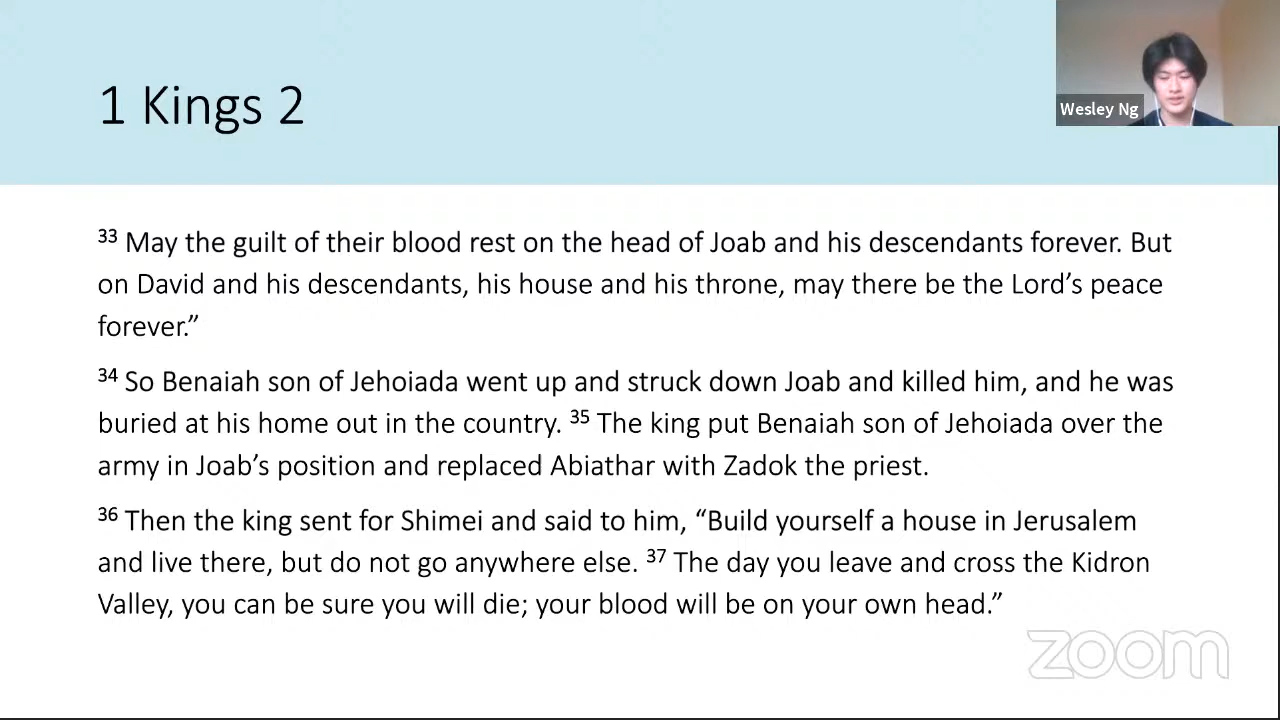 1 Kings 2
Wesley Ng
33 May the guilt of their blood rest on the head of Joab and his descendants forever. But
on David and his descendants, his house and his throne, may there be the Lord’s peace
forever.”
34 So Benaiah son of Jehoiada went up and struck down Joab and killed him, and he was
buried at his home out in the country. 35 The king put Benaiah son of Jehoiada over the
army in Joab’s position and replaced Abiathar with Zadok the priest.
36 Then the king sent for Shimei and said to him, “Build yourself a house in Jerusalem
and live there, but do not go anywhere else. 37 The day you leave and cross the Kidron
Valley, you can be sure you will die; your blood will be on your own head.”
zoom